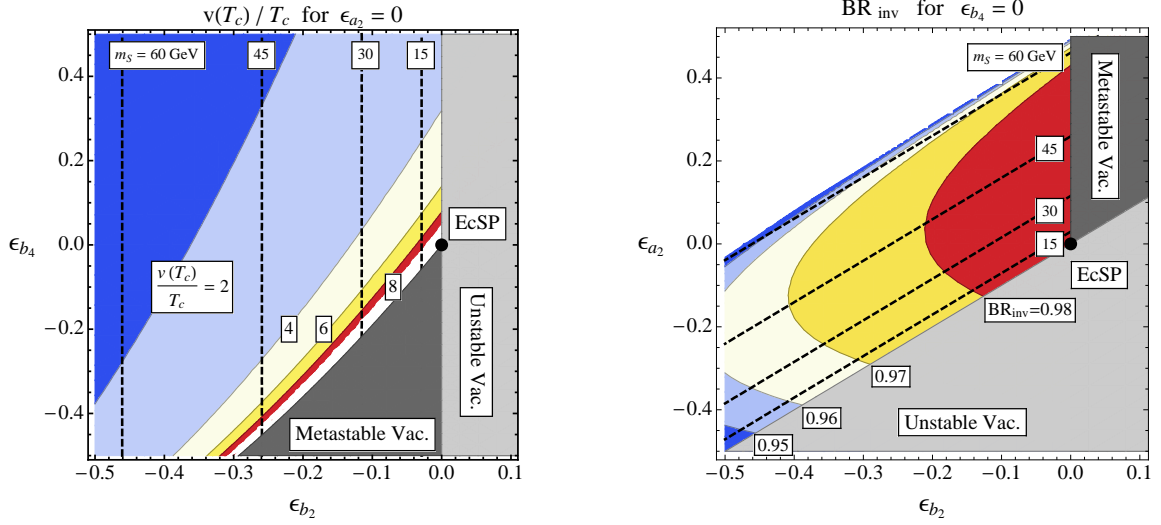 v(T_c) / T_c for ϵ_{a_2} = 0
m_S = 60 GeV
45
30
15
0.4
0.2
0.0
−0.2
−0.4
ϵ_{b_4}
EcSP
v(T_c)
T_c
= 2
8
4
6
Unstable Vac.
Metastable Vac.
−0.5 −0.4 −0.3 −0.2 −0.1 0.0 0.1
ϵ_{b_2}
BR_{inv} for ϵ_{b_4} = 0
m_S = 60 GeV
45
30
15
0.4
0.2
0.0
−0.2
−0.4
ϵ_{a_2}
Metastable Vac.
EcSP
BR_{inv}=0.98
0.97
0.96
0.95
Unstable Vac.
−0.5 −0.4 −0.3 −0.2 −0.1 0.0 0.1
ϵ_{b_2}